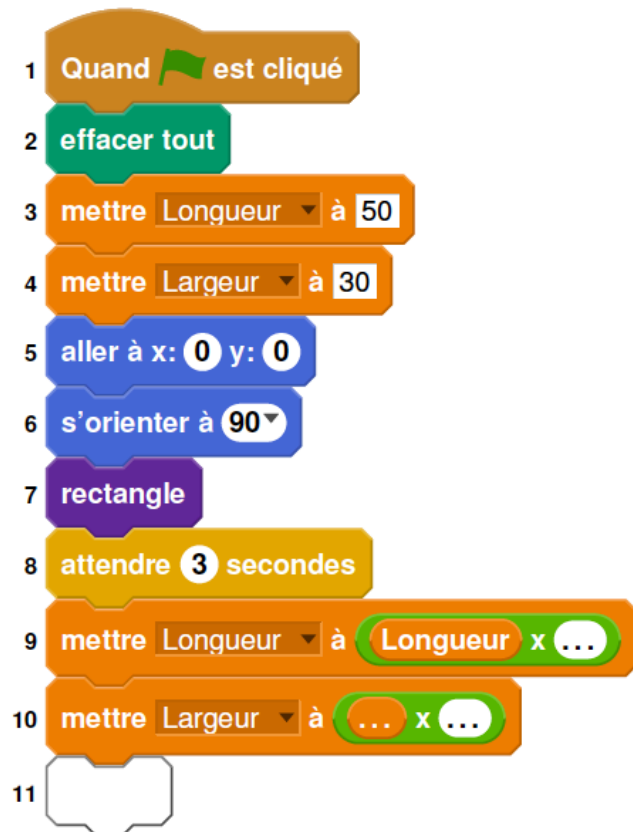 1 Quand est cliqué
2 effacer tout
3 mettre Longueur à 50
4 mettre Largeur à 30
5 aller à x: 0 y: 0
6 s’orienter à 90
7 rectangle
8 attendre 3 secondes
9 mettre Longueur à Longueur x ...
10 mettre Largeur à ... x ...
11